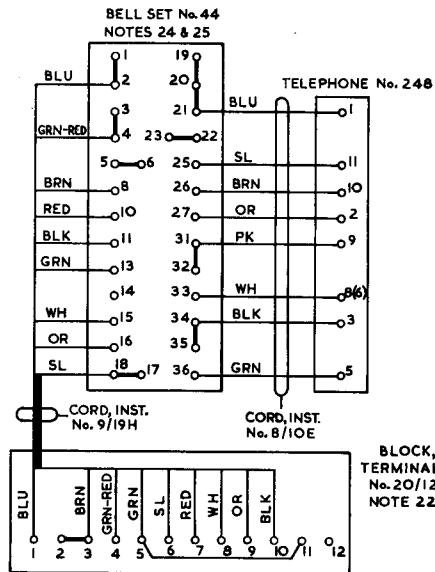 BELL SET No. 44
NOTES 24 & 25
TELEPHONE No. 248
1 19
BLU 2 20
21 BLU 1
3
GRN-RED 4 23 22
5 6 25 SL 11
BRN 8 26 BRN 10
RED 10 27 OR 2
BLK 11 31 PK 9
GRN 13 32
14 33 WH 8(6)
WH 15 34 BLK 3
OR 16 35
SL 18 17 36 GRN 5
CORD, INST.
No. 9/19H
CORD, INST.
No. 8/10E
BLOCK,
TERMINAL
No. 20/12
NOTE 22
BLU BRN GRN-RED GRN SL RED WH OR BLK
1 2 3 4 5 6 7 8 9 10 11 12